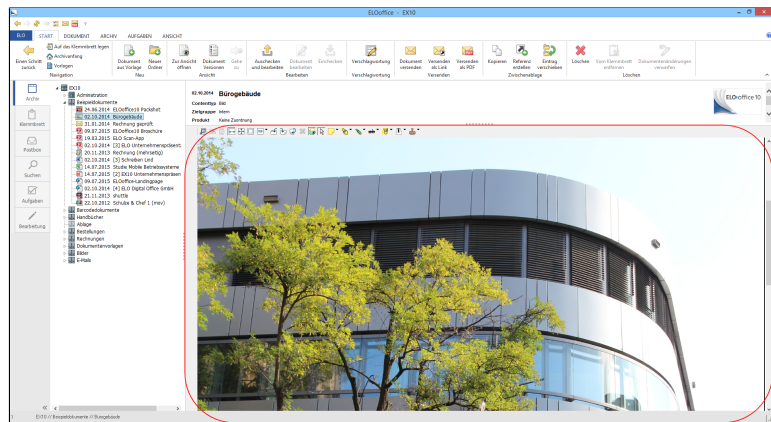 ELOoffice - EX10
ELO START DOKUMENT ARCHIV AUFGABEN ANSICHT
Einen Schritt zurück
Auf das Klemmbrett legen
Archivanfang
Vorlagen
Navigation
Dokument aus Vorlage
Neuer Ordner
Neu
Zur Ansicht öffnen
Dokument Versionen
Gehe zu
Ansicht
Auschecken und bearbeiten
Dokument bearbeiten
Einchecken
Bearbeiten
Verschlagwortung
Verschlagwortung
Dokument versenden
Versenden als Link
Versenden als PDF
Versenden
Kopieren
Referenz erstellen
Eintrag verschieben
Zwischenablage
Löschen
Vom Klemmbrett entfernen
Dokumentenänderungen verwerfen
Löschen
Archiv
Klemmbrett
Postbox
Suchen
Aufgaben
Bearbeitung
EX10
Administration
Beispieldokumente
24.06.2014 ELOoffice10 Packshot
02.10.2014 Bürogebäude
31.01.2014 Rechnung geprüft
09.07.2015 ELOoffice10 Broschüre
19.03.2015 ELO Scan-App
02.10.2014 [3] ELO Unternehmenspräsent
20.11.2013 Rechnung (mehrseitig)
02.10.2014 [5] Schreiben Lind
14.07.2015 Studie Mobile Betriebssysteme
14.07.2015 [2] EX10 Unternehmenspräsen
09.07.2015 ELOoffice-Landingpage
02.10.2014 [4] ELO Digital Office GmbH
21.11.2013 shuttle
22.10.2012 Schulze & Chef 1 (msv)
Barcodedokumente
Handbücher
Ablage
Bestellungen
Rechnungen
Dokumentenvorlagen
Bilder
E-Mails
02.10.2014 Bürogebäude
Contenttyp Bild
Zielgruppe intern
Produkt Keine Zuordnung
ELOoffice 10
1 EX10 // Beispieldokumente // Bürogebäude